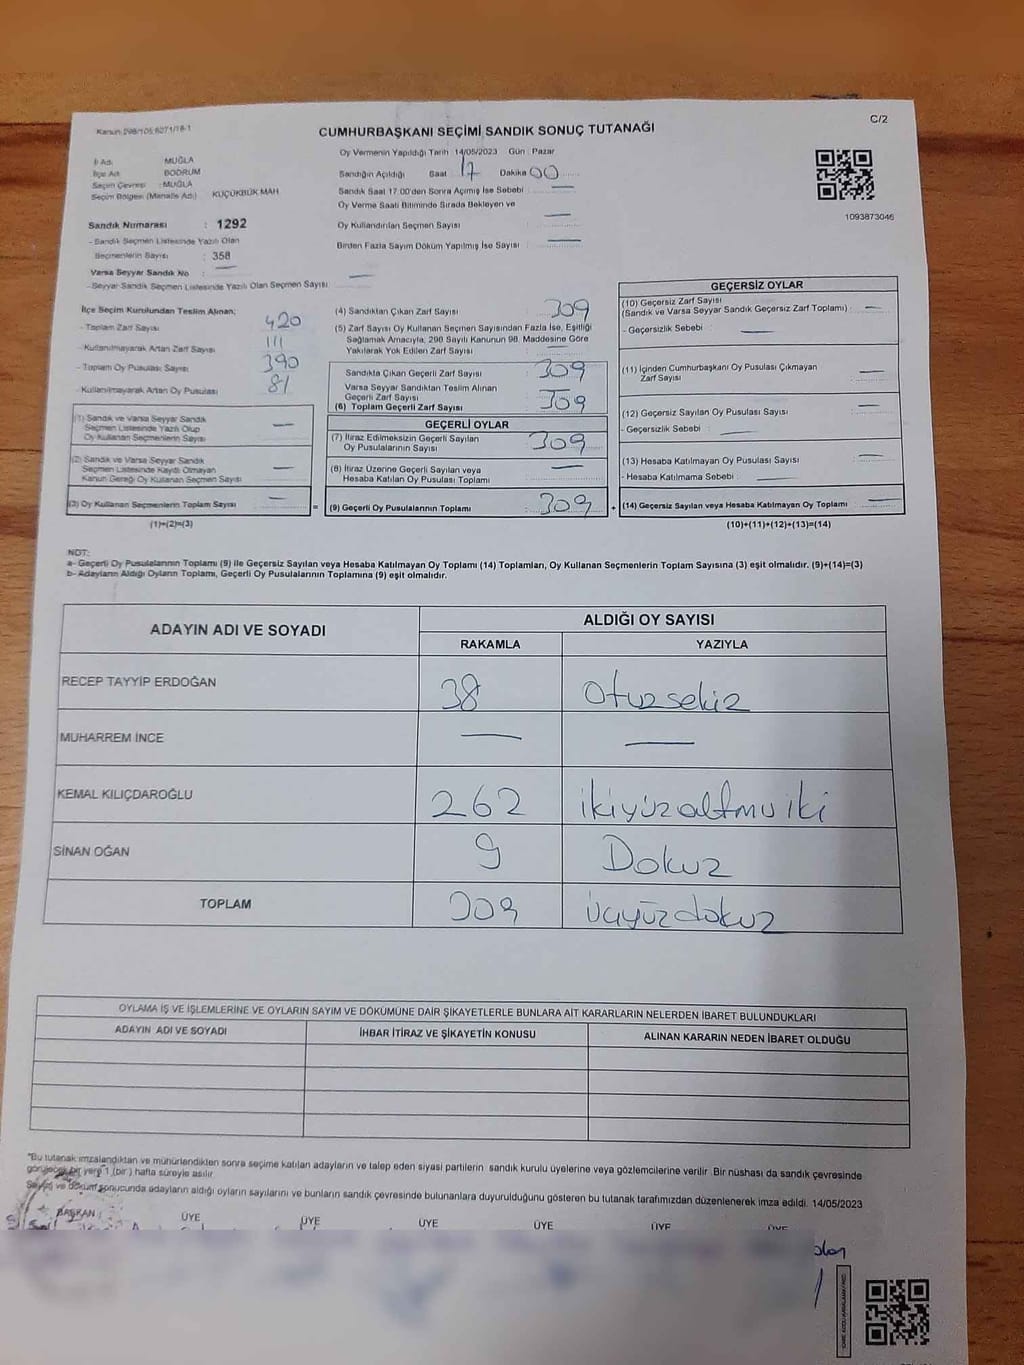 Kanun:298/105;6271/18-1
C/2
CUMHURBAŞKANI SEÇİMİ SANDIK SONUÇ TUTANAĞI
İl Adı MUĞLA
İlçe Adı BODRUM
Seçim Çevresi : MUĞLA
Seçim Bölgesi (Mahalle Adı) KÜÇÜKBÜK MAH
Sandık Numarası : 1292
- Sandık Seçmen Listesinde Yazılı Olan
Seçmenlerin Sayısı : 358
Varsa Seyyar Sandık No : —
- Seyyar Sandık Seçmen Listesinde Yazılı Olan Seçmen Sayısı —
Oy Vermenin Yapıldığı Tarih 14/05/2023 Gün : Pazar
Sandığın Açıldığı Saat 17 Dakika 00
Sandık Saat 17.00'den Sonra Açılmış İse Sebebi : —
Oy Verme Saati Bitiminde Sırada Bekleyen ve
Oy Kullandırılan Seçmen Sayısı : —
Birden Fazla Sayım Döküm Yapılmış İse Sayısı : —
1093873046
İlçe Seçim Kurulundan Teslim Alınan;
- Toplam Zarf Sayısı 420
- Kullanılmayarak Artan Zarf Sayısı 111
- Toplam Oy Pusulası Sayısı 390
- Kullanılmayarak Artan Oy Pusulası 81
(1) Sandık ve Varsa Seyyar Sandık
Seçmen Listesinde Yazılı Olup
Oy Kullanan Seçmenlerin Sayısı —
(2) Sandık ve Varsa Seyyar Sandık
Seçmen Listesinde Kaydı Olmayan
Kanun Gereği Oy Kullanan Seçmen Sayısı —
(3) Oy Kullanan Seçmenlerin Toplam Sayısı — =
(1)+(2)=(3)
(4) Sandıktan Çıkan Zarf Sayısı : 309
(5) Zarf Sayısı Oy Kullanan Seçmen Sayısından Fazla İse, Eşitliği
Sağlamak Amacıyla, 298 Sayılı Kanunun 98. Maddesine Göre
Yakılarak Yok Edilen Zarf Sayısı : —
Sandıkta Çıkan Geçerli Zarf Sayısı : 309
Varsa Seyyar Sandıktan Teslim Alınan
Geçerli Zarf Sayısı
(6) Toplam Geçerli Zarf Sayısı : 309
GEÇERLİ OYLAR
(7) İtiraz Edilmeksizin Geçerli Sayılan
Oy Pusulalarının Sayısı : 309
(8) İtiraz Üzerine Geçerli Sayılan veya
Hesaba Katılan Oy Pusulası Toplamı : —
(9) Geçerli Oy Pusulalarının Toplamı : 309 +
GEÇERSİZ OYLAR
(10) Geçersiz Zarf Sayısı
(Sandık ve Varsa Seyyar Sandık Geçersiz Zarf Toplamı) : —
- Geçersizlik Sebebi : —
(11) İçinden Cumhurbaşkanı Oy Pusulası Çıkmayan
Zarf Sayısı : —
(12) Geçersiz Sayılan Oy Pusulası Sayısı : —
- Geçersizlik Sebebi : —
(13) Hesaba Katılmayan Oy Pusulası Sayısı : —
- Hesaba Katılmama Sebebi : —
(14) Geçersiz Sayılan veya Hesaba Katılmayan Oy Toplamı : —
(10)+(11)+(12)+(13)=(14)
NOT:
a- Geçerli Oy Pusulalarının Toplamı (9) ile Geçersiz Sayılan veya Hesaba Katılmayan Oy Toplamı (14) Toplamları, Oy Kullanan Seçmenlerin Toplam Sayısına (3) eşit olmalıdır. (9)+(14)=(3)
b- Adayların Aldığı Oyların Toplamı, Geçerli Oy Pusulalarının Toplamına (9) eşit olmalıdır.
ADAYIN ADI VE SOYADI ALDIĞI OY SAYISI
RAKAMLA YAZIYLA
RECEP TAYYİP ERDOĞAN 38 otuzsekiz
MUHARREM İNCE — —
KEMAL KILIÇDAROĞLU 262 ikiyüzaltmıiki
SİNAN OĞAN 9 Dokuz
TOPLAM 309 üçyüzdokuz
OYLAMA İŞ VE İŞLEMLERİNE VE OYLARIN SAYIM VE DÖKÜMÜNE DAİR ŞİKAYETLERLE BUNLARA AİT KARARLARIN NELERDEN İBARET BULUNDUKLARI
ADAYIN ADI VE SOYADI İHBAR İTİRAZ VE ŞİKAYETİN KONUSU ALINAN KARARIN NEDEN İBARET OLDUĞU
*Bu tutanak imzalandıktan ve mühürlendikten sonra seçime katılan adayların ve talep eden siyasi partilerin sandık kurulu üyelerine veya gözlemcilerine verilir. Bir nüshası da sandık çevresinde
görülecek bir yere 1 (bir) hafta süreyle asılır.
Sayım ve döküm sonucunda adayların aldığı oyların sayılarını ve bunların sandık çevresinde bulunanlara duyurulduğunu gösteren bu tutanak tarafımızdan düzenlenerek imza edildi. 14/05/2023
BAŞKAN ÜYE ÜYE ÜYE ÜYE ÜYE ÜYE